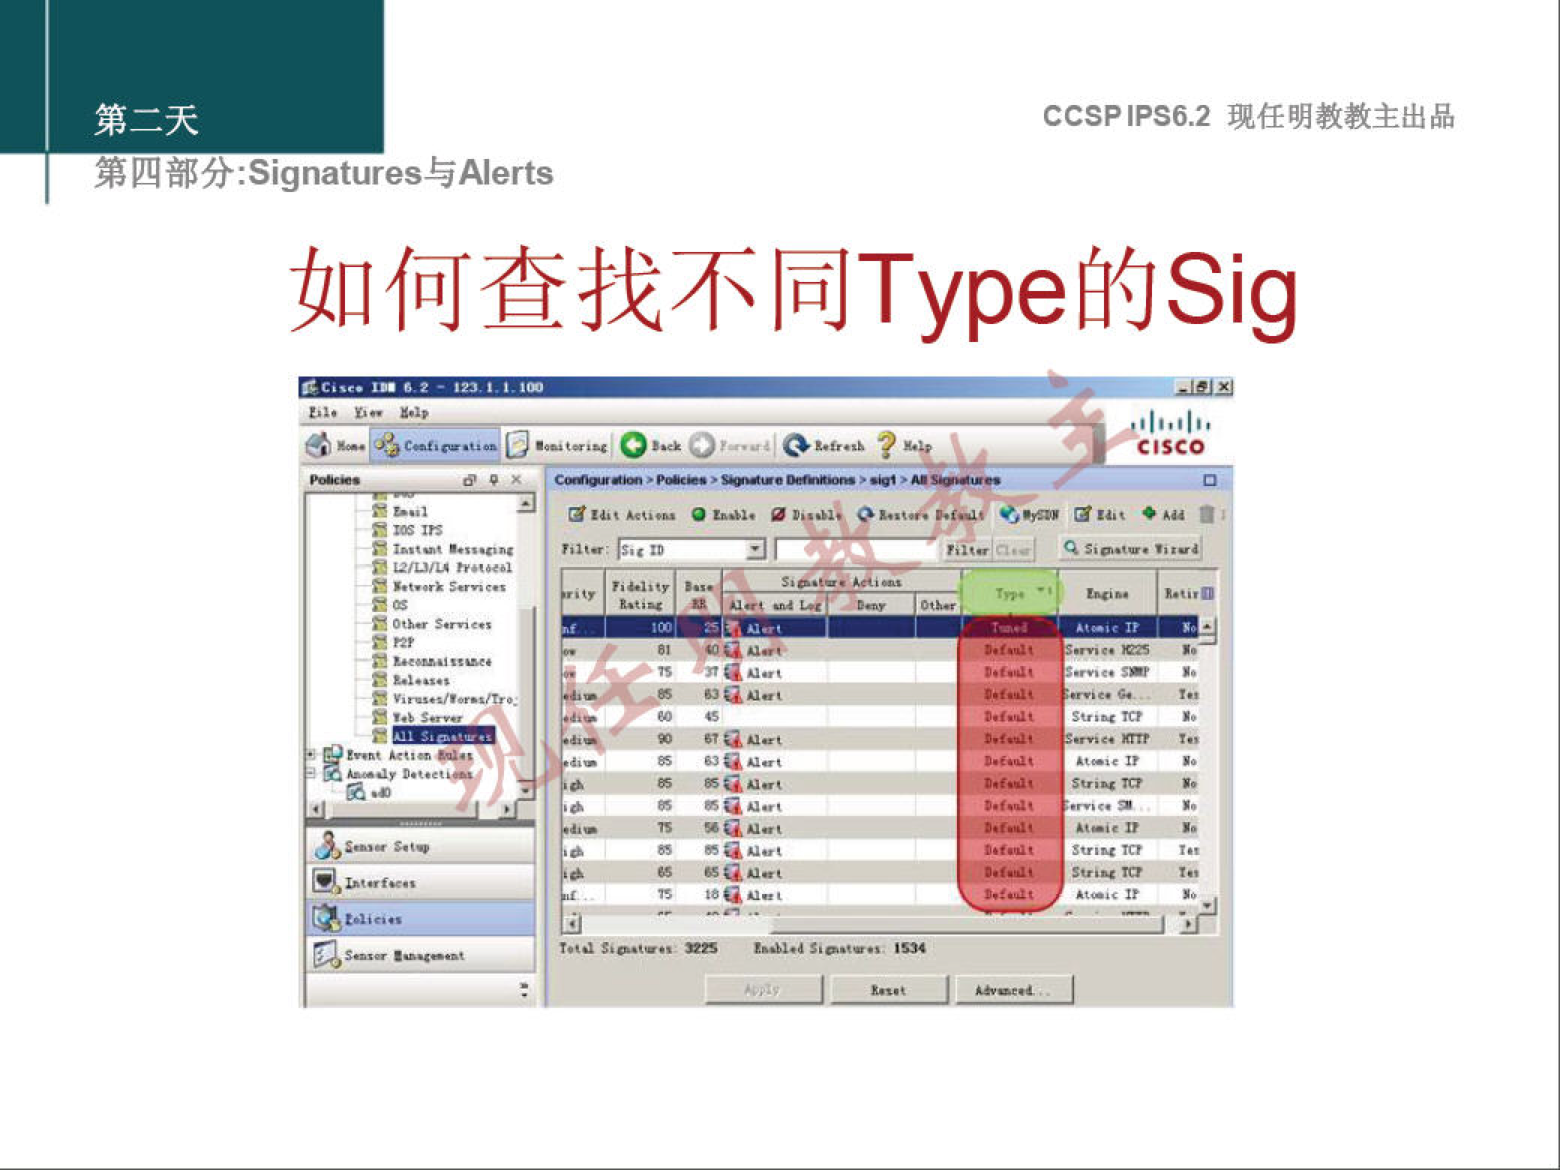 第二天
CCSP IPS6.2 现任明教教主出品
第四部分:Signatures与Alerts
如何查找不同Type的Sig
Cisco IDM 6.2 - 123.1.1.100
File View Help
Home Configuration Monitoring Back Forward Refresh Help
CISCO
Policies
Email
IOS IPS
Instant Messaging
L2/L3/L4 Protocol
Network Services
OS
Other Services
P2P
Reconnaissance
Releases
Viruses/Worms/Tro
Web Server
All Signatures
Event Action Rules
Anomaly Detections
ad0
Sensor Setup
Interfaces
Policies
Sensor Management
Configuration > Policies > Signature Definitions > sig1 > All Signatures
Edit Actions Enable Disable Restore Default MySDN Edit Add
Filter: Sig ID Filter Clear Signature Wizard
erity Fidelity Rating Base RR Signature Actions Type Engine Retir
Alert and Log Deny Other
nf... 100 25 Alert Tuned Atomic IP No
ow 81 40 Alert Default Service H225 No
ow 75 37 Alert Default Service SNMP No
edium 85 63 Alert Default Service Ge... Yes
edium 60 45 Default String TCP No
edium 90 67 Alert Default Service HTTP Yes
edium 85 63 Alert Default Atomic IP No
igh 85 85 Alert Default String TCP No
igh 85 85 Alert Default Service SM... No
edium 75 56 Alert Default Atomic IP No
igh 85 85 Alert Default String TCP Yes
igh 65 65 Alert Default String TCP Yes
nf... 75 18 Alert Default Atomic IP No
Total Signatures: 3225 Enabled Signatures: 1534
Apply Reset Advanced...
现任明教教主